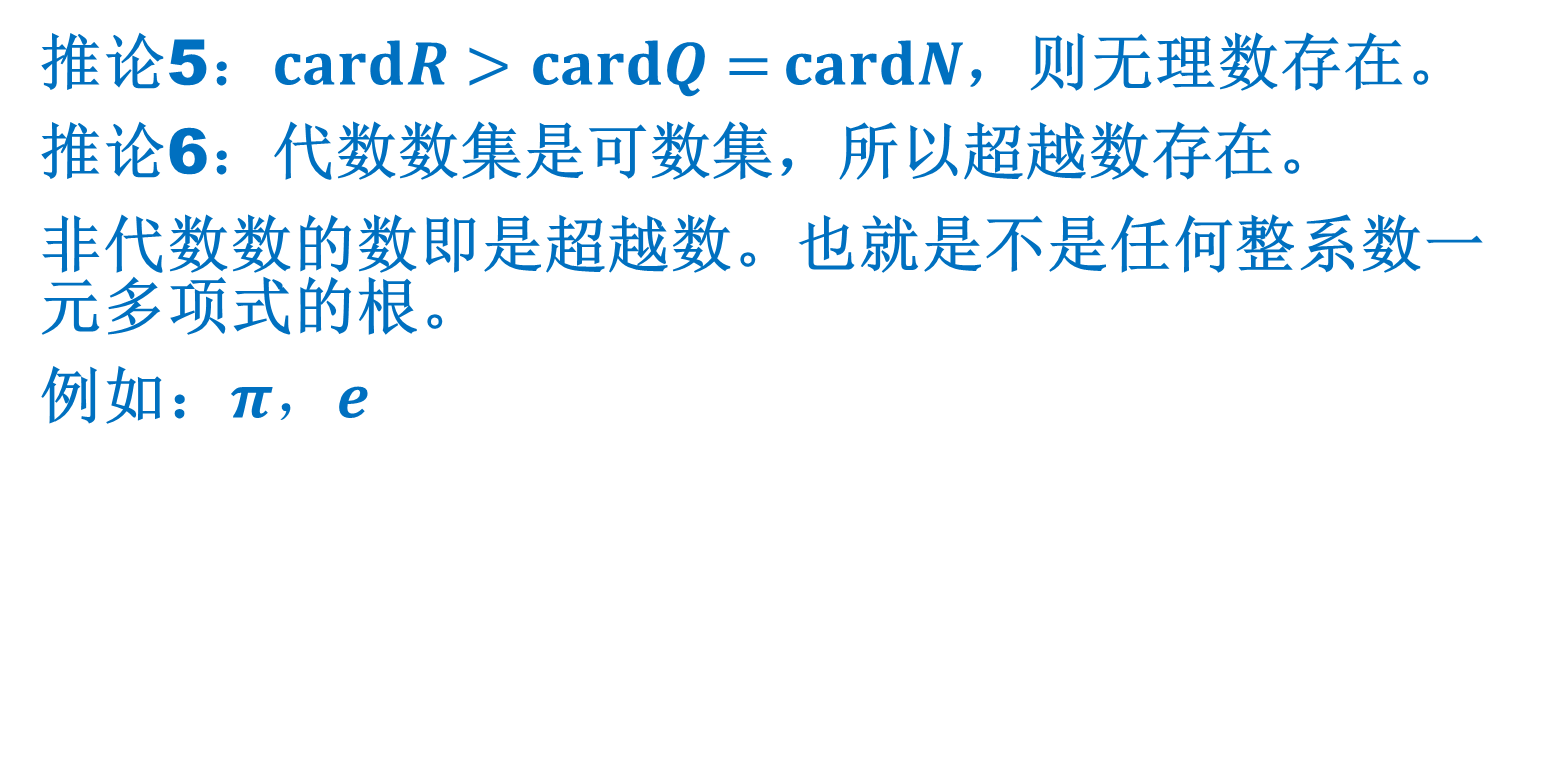 推论5：cardR > cardQ = cardN，则无理数存在。
推论6：代数数集是可数集，所以超越数存在。
非代数数的数即是超越数。也就是不是任何整系数一
元多项式的根。
例如：π，e